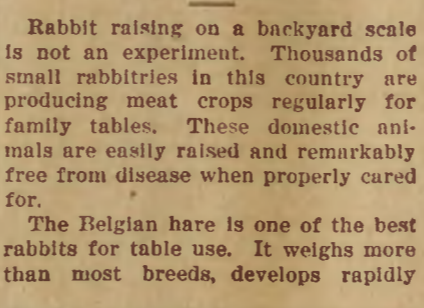 Rabbit raising on a backyard scale
is not an experiment. Thousands of
small rabbitries in this country are
producing meat crops regularly for
family tables. These domestic ani-
mals are easily raised and remarkably
free from disease when properly cared
for.
The Belgian hare is one of the best
rabbits for table use. It weighs more
than most breeds, develops rapidly